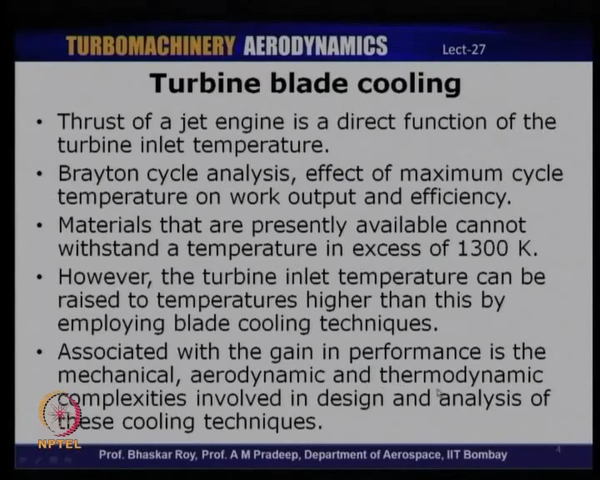 TURBOMACHINERY AERODYNAMICS Lect-27
Turbine blade cooling
• Thrust of a jet engine is a direct function of the
turbine inlet temperature.
• Brayton cycle analysis, effect of maximum cycle
temperature on work output and efficiency.
• Materials that are presently available cannot
withstand a temperature in excess of 1300 K.
• However, the turbine inlet temperature can be
raised to temperatures higher than this by
employing blade cooling techniques.
• Associated with the gain in performance is the
mechanical, aerodynamic and thermodynamic
complexities involved in design and analysis of
these cooling techniques.
NPTEL
Prof. Bhaskar Roy, Prof. A M Pradeep, Department of Aerospace, IIT Bombay
4